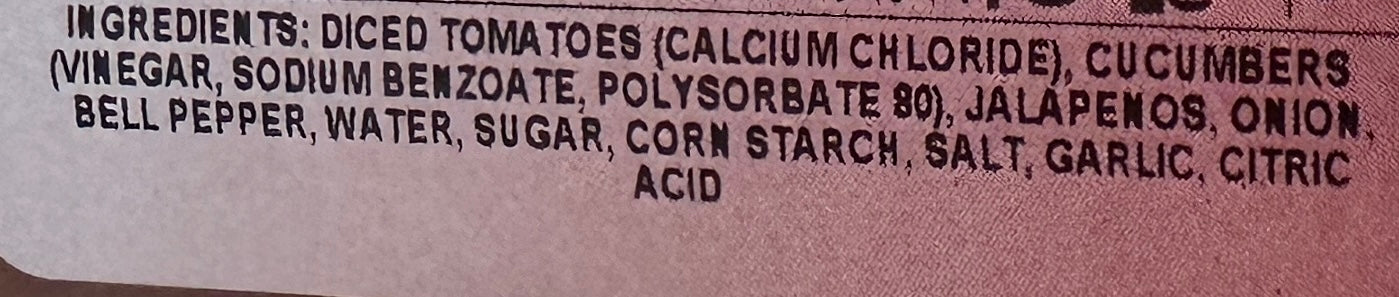 INGREDIENTS: DICED TOMATOES (CALCIUM CHLORIDE), CUCUMBERS
(VINEGAR, SODIUM BENZOATE, POLYSORBATE 80), JALAPENOS, ONION,
BELL PEPPER, WATER, SUGAR, CORN STARCH, SALT, GARLIC, CITRIC
ACID